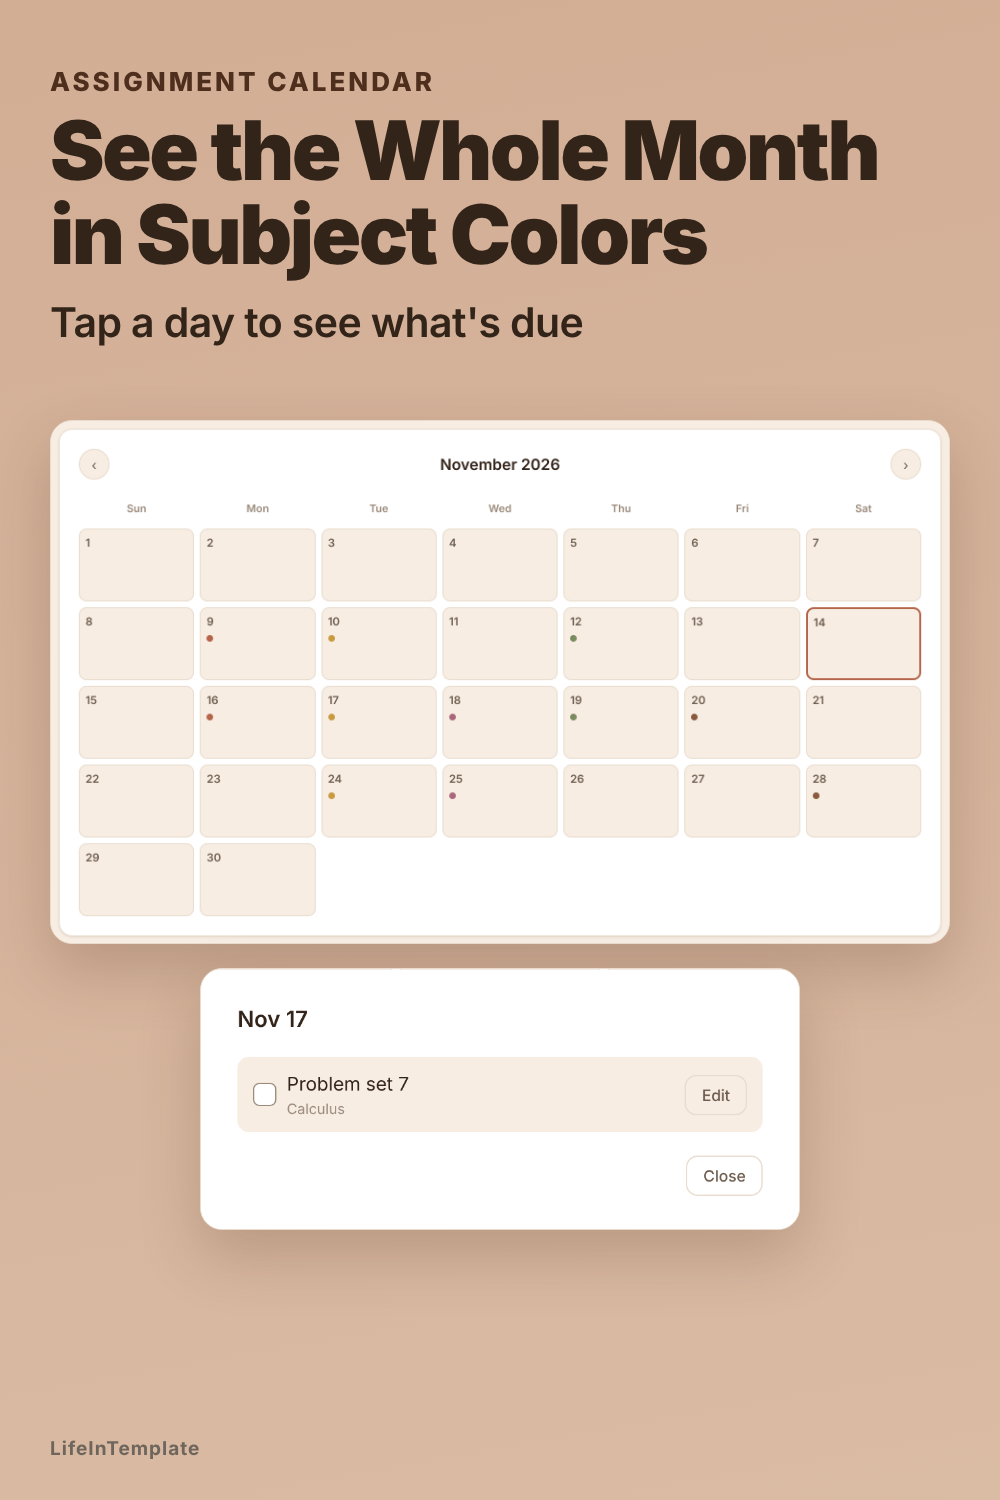 ASSIGNMENT CALENDAR
See the Whole Month
in Subject Colors
Tap a day to see what's due
‹ November 2026 ›
Sun Mon Tue Wed Thu Fri Sat
1 2 3 4 5 6 7
8 9 10 11 12 13 14
15 16 17 18 19 20 21
22 23 24 25 26 27 28
29 30
Nov 17
Problem set 7
Calculus
Edit
Close
LifeInTemplate